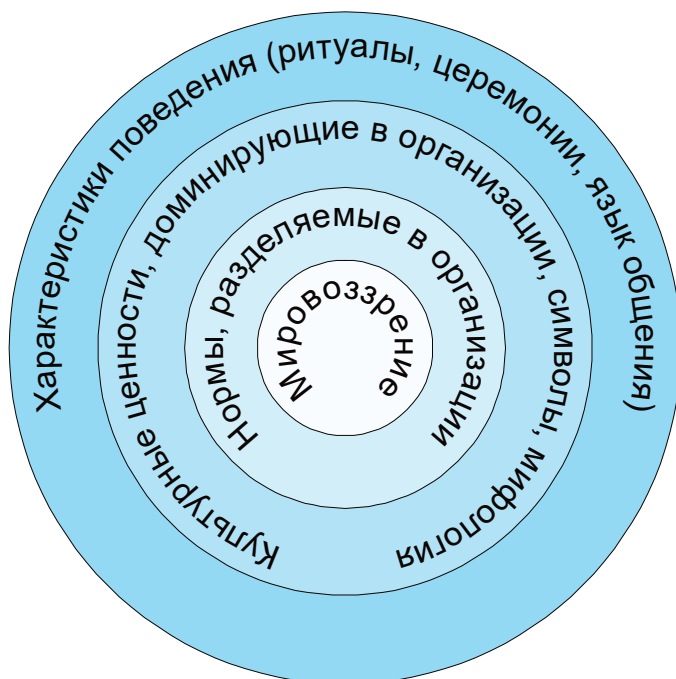 Характеристики поведения (ритуалы, церемонии, язык общения)
Культурные ценности, доминирующие в организации, символы, мифология
Нормы, разделяемые в организации
Мировоззрение